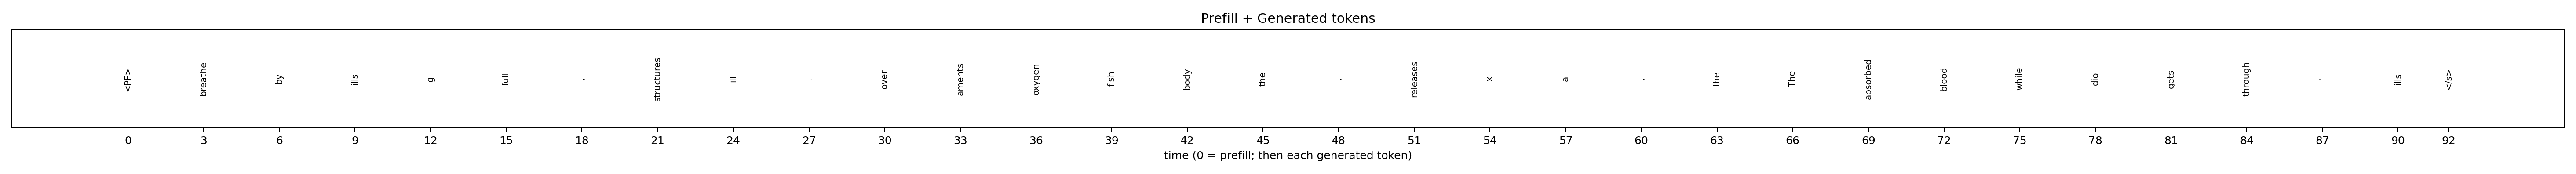 Prefill + Generated tokens
<PF> breathe by ills g full , structures ill . over aments oxygen fish body the , releases x a , the The absorbed blood while dio gets through , ills </s>
0 3 6 9 12 15 18 21 24 27 30 33 36 39 42 45 48 51 54 57 60 63 66 69 72 75 78 81 84 87 90 92
time (0 = prefill; then each generated token)